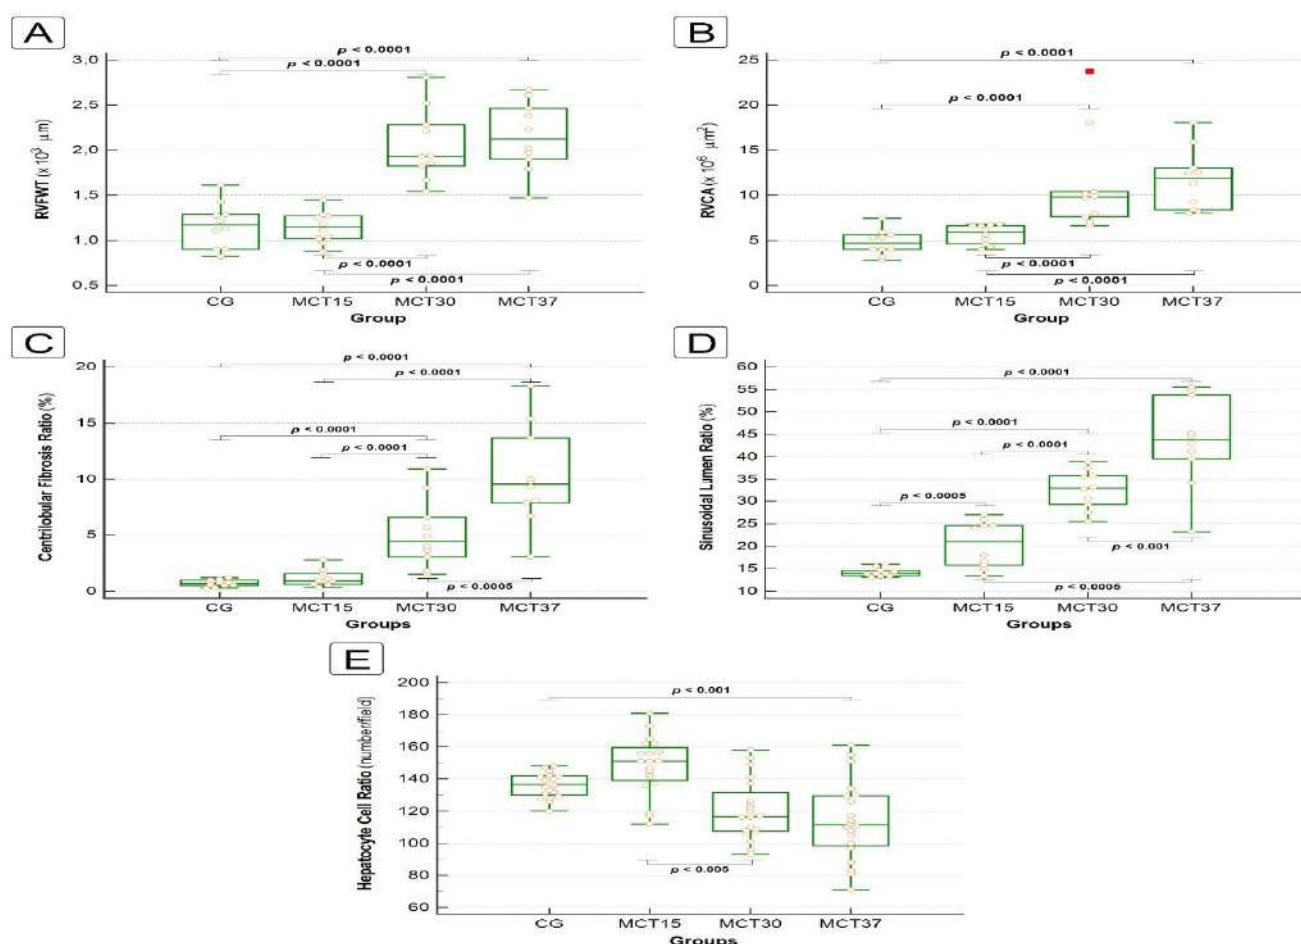 A
p < 0.0001
p < 0.0001
3.0
2.5
2.0
1.5
1.0
0.5
RVFWT (x 10³ μm)
p < 0.0001
p < 0.0001
CG MCT15 MCT30 MCT37
Group
B
p < 0.0001
p < 0.0001
25
20
15
10
5
0
RVCA (x 10⁶ μm²)
p < 0.0001
p < 0.0001
CG MCT15 MCT30 MCT37
Group
C
p < 0.0001
p < 0.0001
p < 0.0001
p < 0.0001
20
15
10
5
0
Centrilobular Fibrosis Ratio (%)
p < 0.0005
CG MCT15 MCT30 MCT37
Groups
D
p < 0.0001
p < 0.0001
p < 0.0001
p < 0.0005
60
55
50
45
40
35
30
25
20
15
10
Sinusoidal Lumen Ratio (%)
p < 0.001
p < 0.0005
CG MCT15 MCT30 MCT37
Groups
E
p < 0.001
200
180
160
140
120
100
80
60
Hepatocyte Cell Ratio (number/field)
p < 0.005
CG MCT15 MCT30 MCT37
Groups